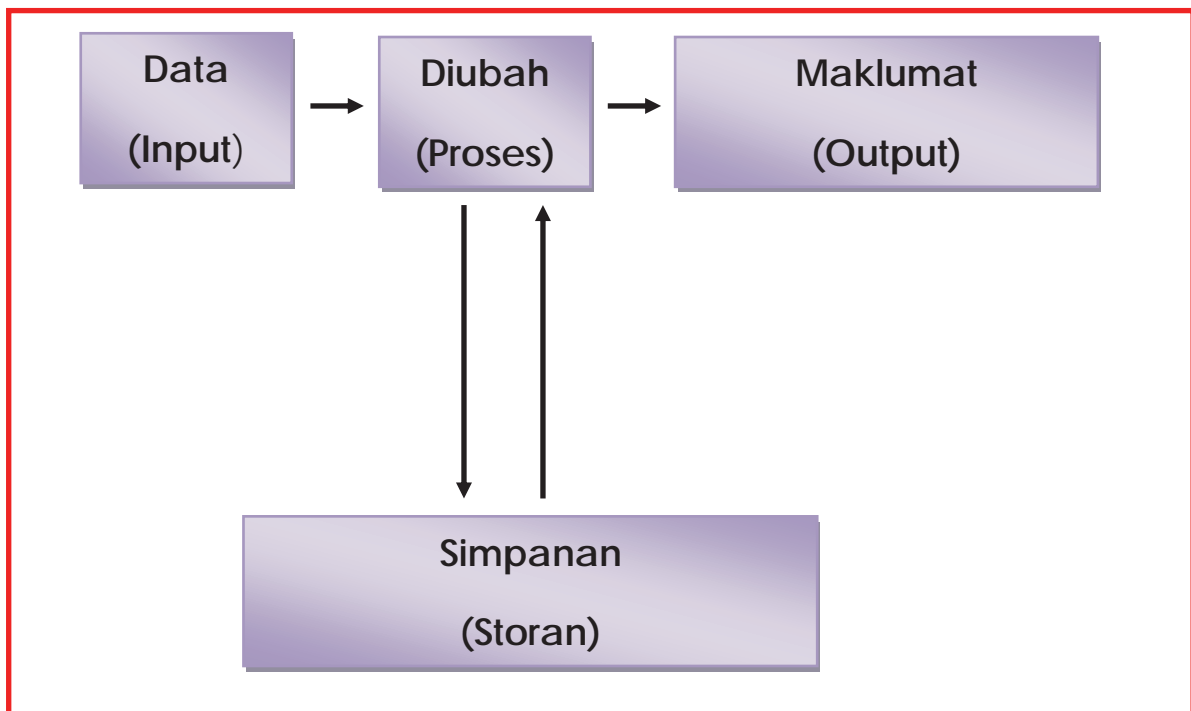 Data
(Input)
Diubah
(Proses)
Maklumat
(Output)
Simpanan
(Storan)